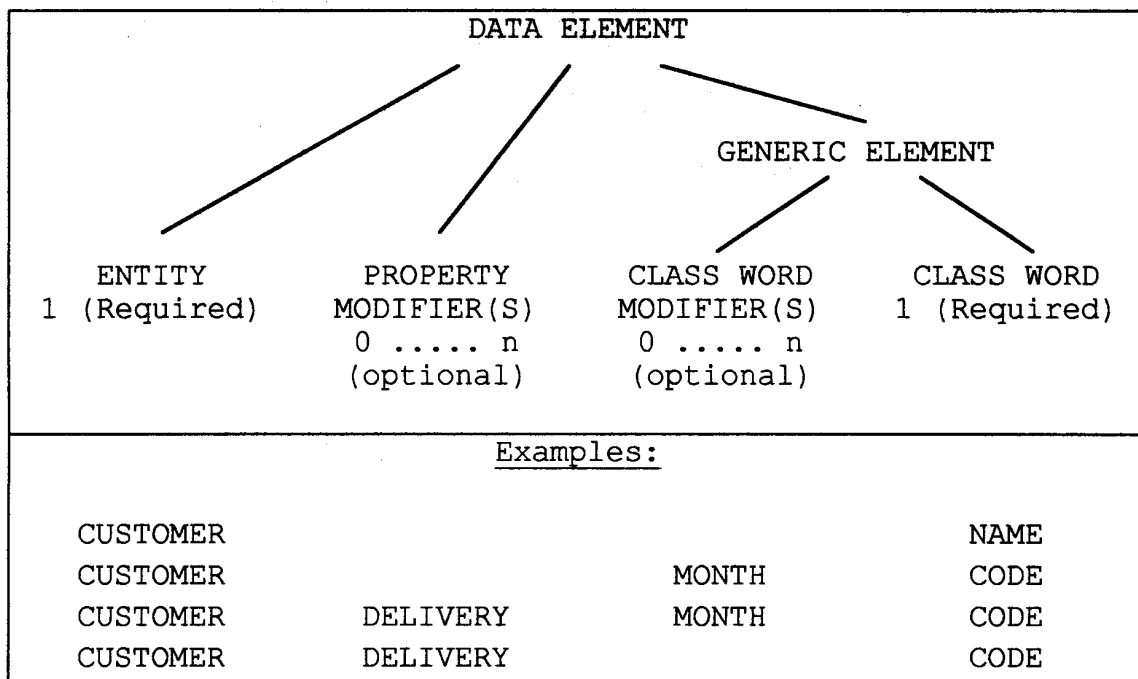 DATA ELEMENT
GENERIC ELEMENT
ENTITY PROPERTY CLASS WORD CLASS WORD
1 (Required) MODIFIER(S) MODIFIER(S) 1 (Required)
0 ..... n 0 ..... n
(optional) (optional)
Examples:
CUSTOMER NAME
CUSTOMER MONTH CODE
CUSTOMER DELIVERY MONTH CODE
CUSTOMER DELIVERY CODE